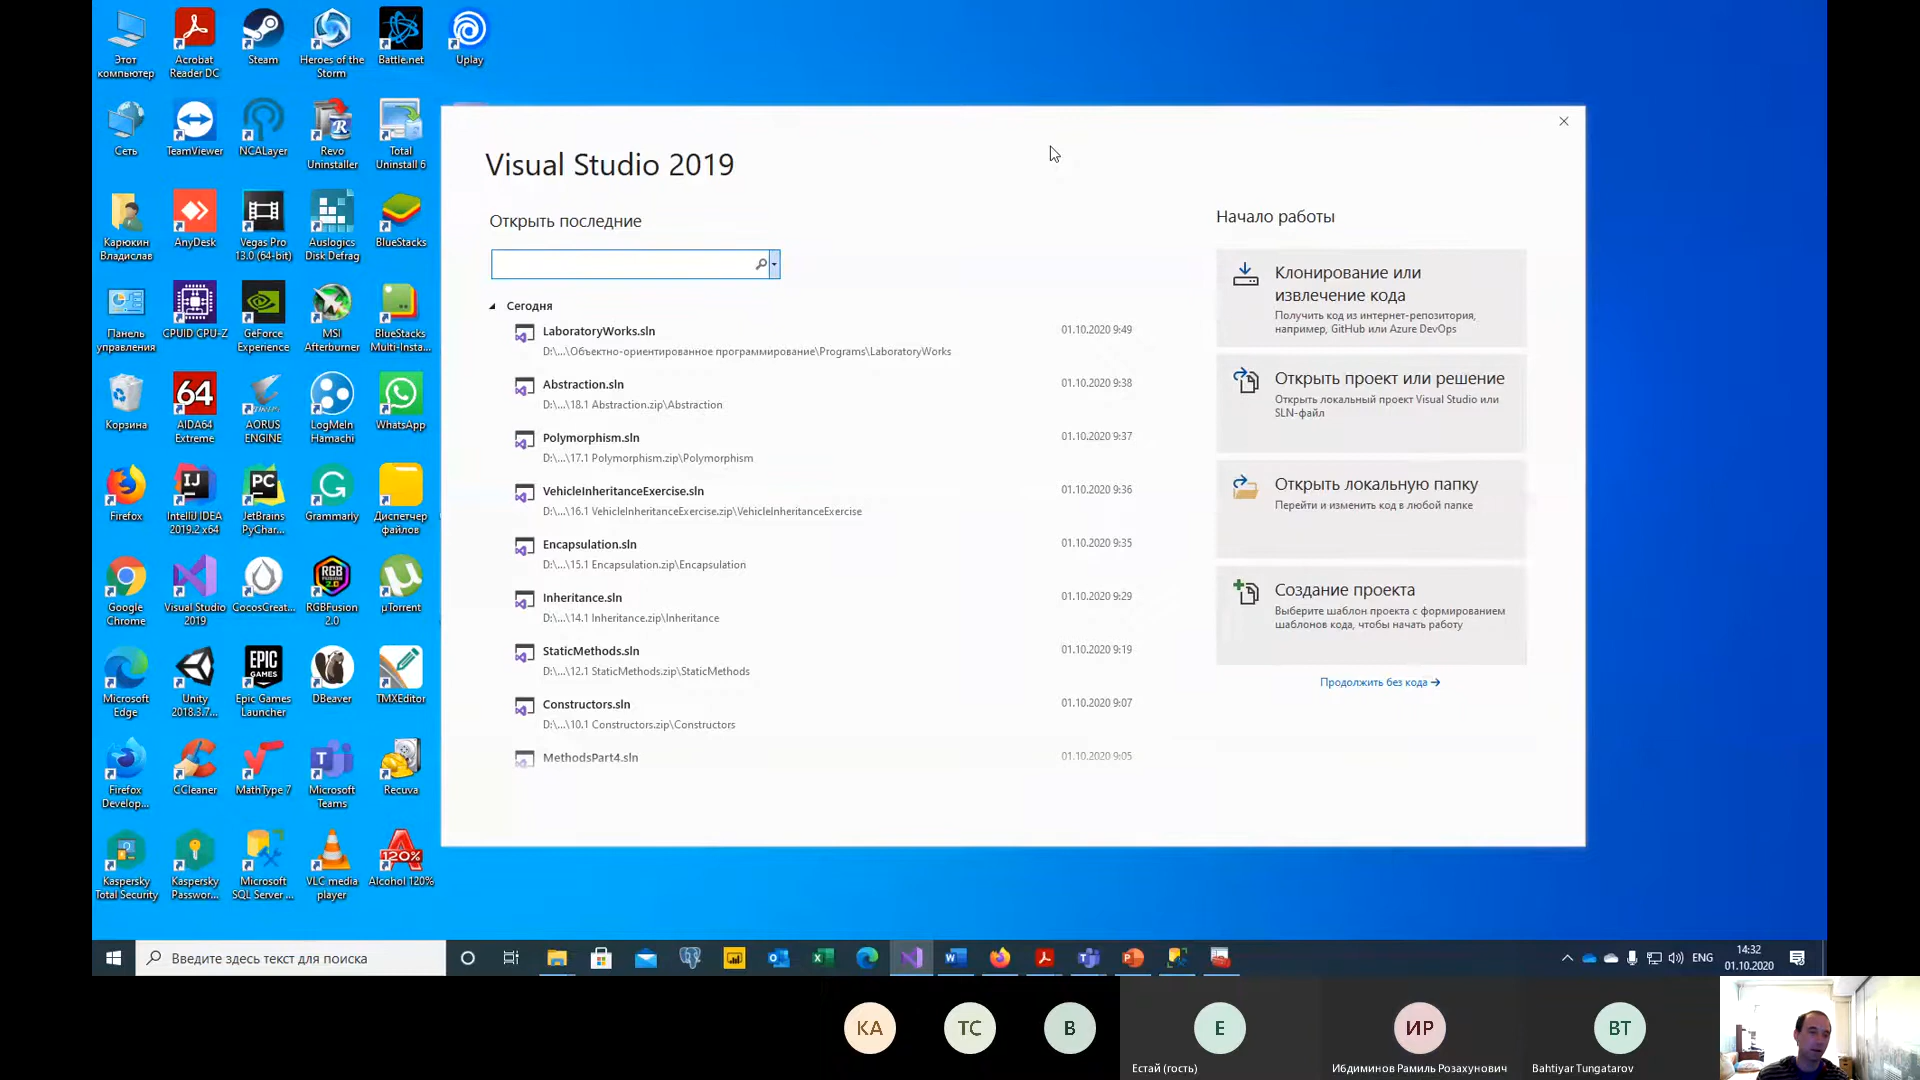 Этот
компьютер
Acrobat
Reader DC
Steam
Heroes of the
Storm
Battle.net
Uplay
Сеть
TeamViewer
NCALayer
Revo
Uninstaller
Total
Uninstall 6
Карюкин
Владислав
AnyDesk
Vegas Pro
13.0 (64-bit)
Auslogics
Disk Defrag
BlueStacks
Панель
управления
CPUID CPU-Z
GeForce
Experience
MSI
Afterburner
BlueStacks
Multi-Insta...
Корзина
64
AIDA64
Extreme
AORUS
ENGINE
LogMeIn
Hamachi
WhatsApp
Firefox
IJ
IntelliJ IDEA
2019.2 x64
PC
JetBrains
PyChar...
Grammarly
Диспетчер
файлов
Google
Chrome
Visual Studio
2019
CocosCreat...
RGB
FUSION
2.0
RGBFusion
2.0
µTorrent
Microsoft
Edge
Unity
2018.3.7...
EPIC
GAMES
Epic Games
Launcher
DBeaver
TMXEditor
Firefox
Develop...
CCleaner
MathType 7
Microsoft
Teams
Recuva
Kaspersky
Total Security
Kaspersky
Passwor...
Microsoft
SQL Server ...
VLC media
player
120%
Alcohol 120%
Visual Studio 2019
Открыть последние
Сегодня
LaboratoryWorks.sln
01.10.2020 9:49
D:\...\Объектно-ориентированное программирование\Programs\LaboratoryWorks
Abstraction.sln
01.10.2020 9:38
D:\...\18.1 Abstraction.zip\Abstraction
Polymorphism.sln
01.10.2020 9:37
D:\...\17.1 Polymorphism.zip\Polymorphism
VehicleInheritanceExercise.sln
01.10.2020 9:36
D:\...\16.1 VehicleInheritanceExercise.zip\VehicleInheritanceExercise
Encapsulation.sln
01.10.2020 9:35
D:\...\15.1 Encapsulation.zip\Encapsulation
Inheritance.sln
01.10.2020 9:29
D:\...\14.1 Inheritance.zip\Inheritance
StaticMethods.sln
01.10.2020 9:19
D:\...\12.1 StaticMethods.zip\StaticMethods
Constructors.sln
01.10.2020 9:07
D:\...\10.1 Constructors.zip\Constructors
MethodsPart4.sln
01.10.2020 9:05
Начало работы
Клонирование или
извлечение кода
Получить код из интернет-репозитория,
например, GitHub или Azure DevOps
Открыть проект или решение
Открыть локальный проект Visual Studio или
SLN-файл
Открыть локальную папку
Перейти и изменить код в любой папке
Создание проекта
Выберите шаблон проекта с формированием
шаблонов кода, чтобы начать работу
Продолжить без кода →
Введите здесь текст для поиска
ENG
14:32
01.10.2020
КА
ТС
В
Е
ИР
ВТ
Естай (гость)
Ибдиминов Рамиль Розахунович
Bahtiyar Tungatarov